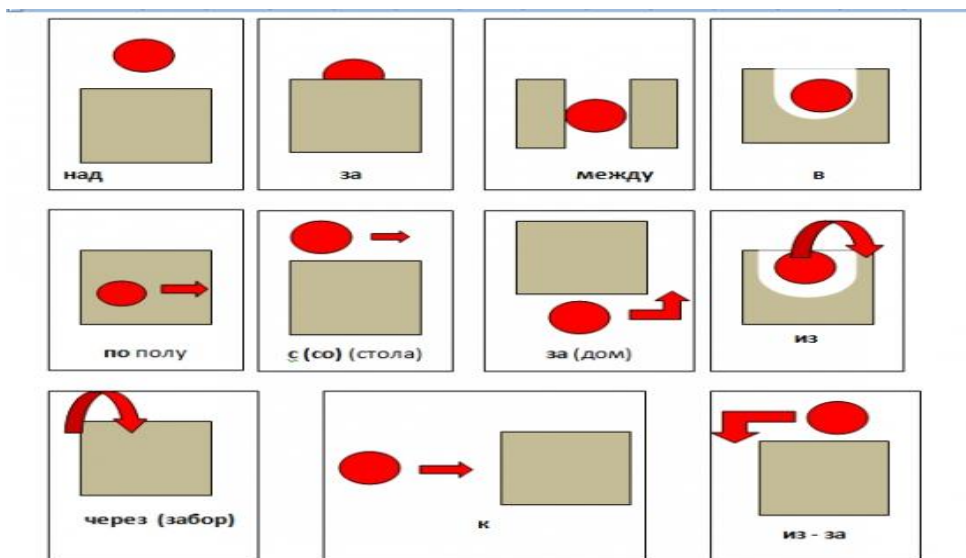 над
за
между
в
по полу
с (со) (стола)
за (дом)
из
через (забор)
к
из - за